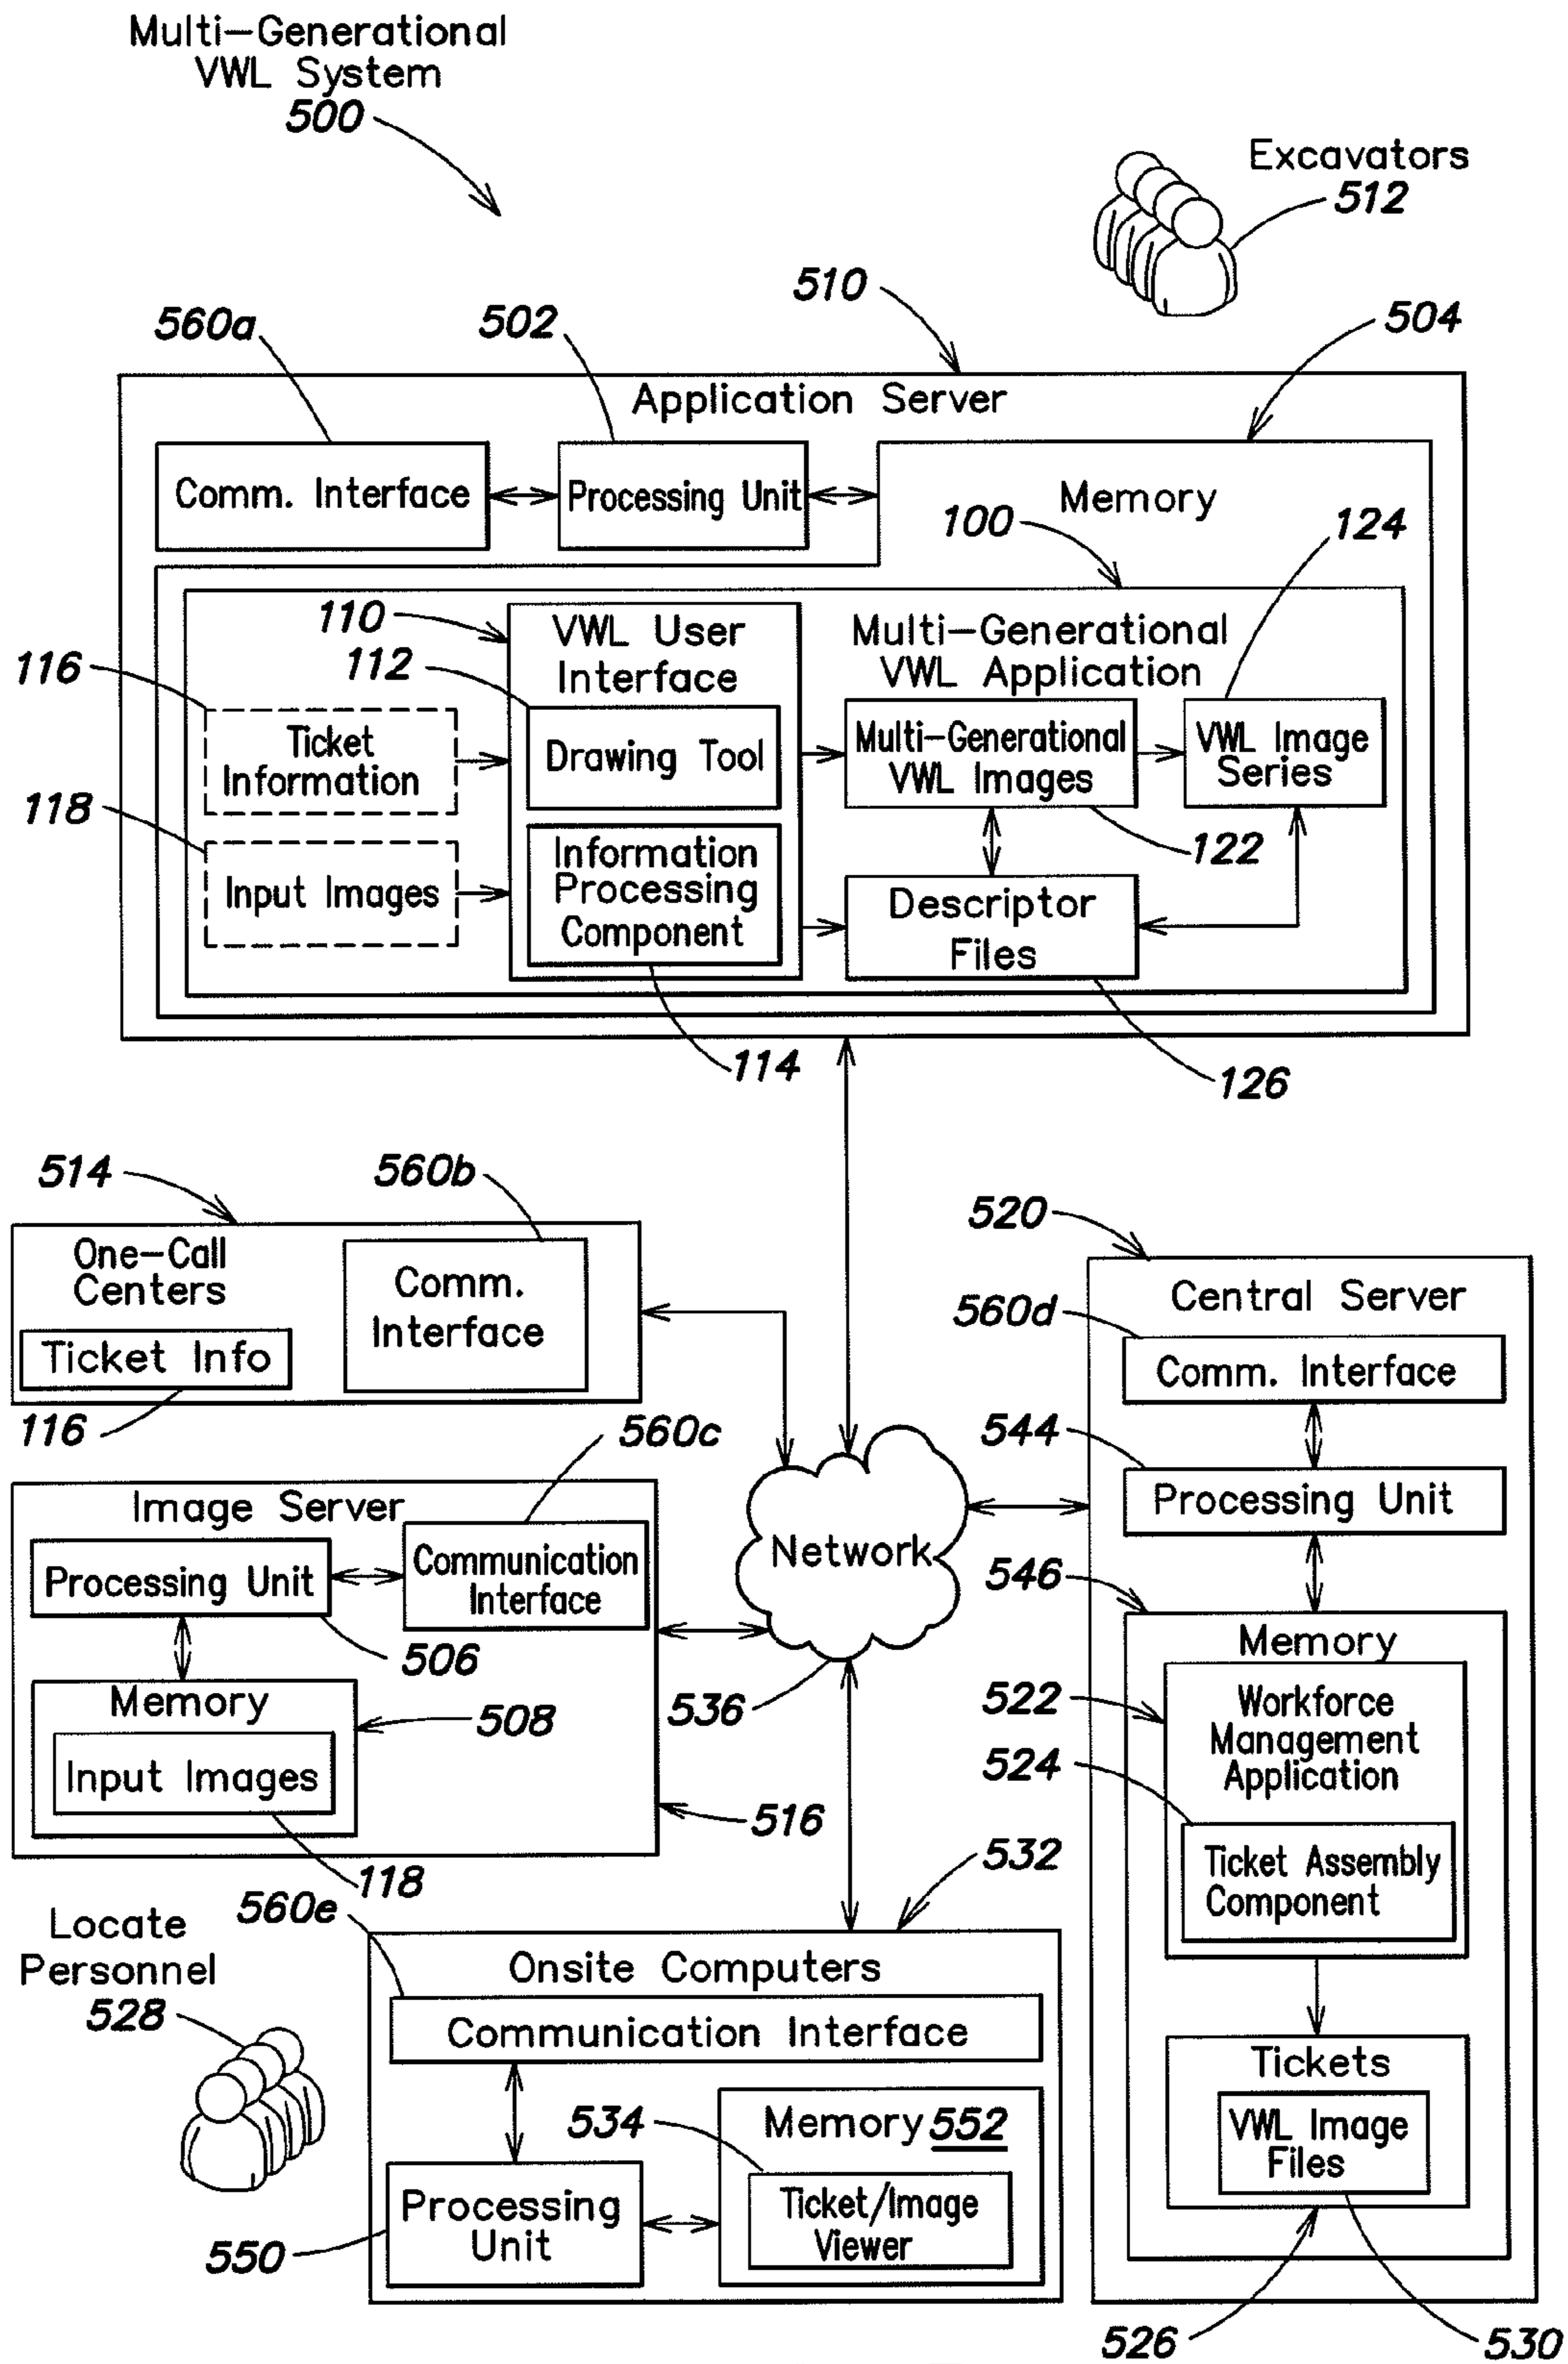 Multi-Generational
VWL System
500
Excavators
512
510
504
560a
502
Application Server
Comm. Interface
Processing Unit
Memory
100
124
110
VWL User
Interface
112
Multi-Generational
VWL Application
116
Ticket
Information
Drawing Tool
Multi-Generational
VWL Images
VWL Image
Series
118
Input Images
Information
Processing
Component
122
Descriptor
Files
114
126
514
560b
One-Call
Centers
Comm.
Interface
Ticket Info
116
520
Central Server
560d
Comm. Interface
560c
544
Processing Unit
Image Server
Processing Unit
Communication
Interface
Network
506
546
Memory
Memory
508
536
522
Workforce
Management
Application
Input Images
524
516
Ticket Assembly
Component
118
532
560e
Locate
Personnel
528
Onsite Computers
Communication Interface
Tickets
VWL Image
Files
534
Memory 552
Ticket/Image
Viewer
Processing
Unit
550
526
530